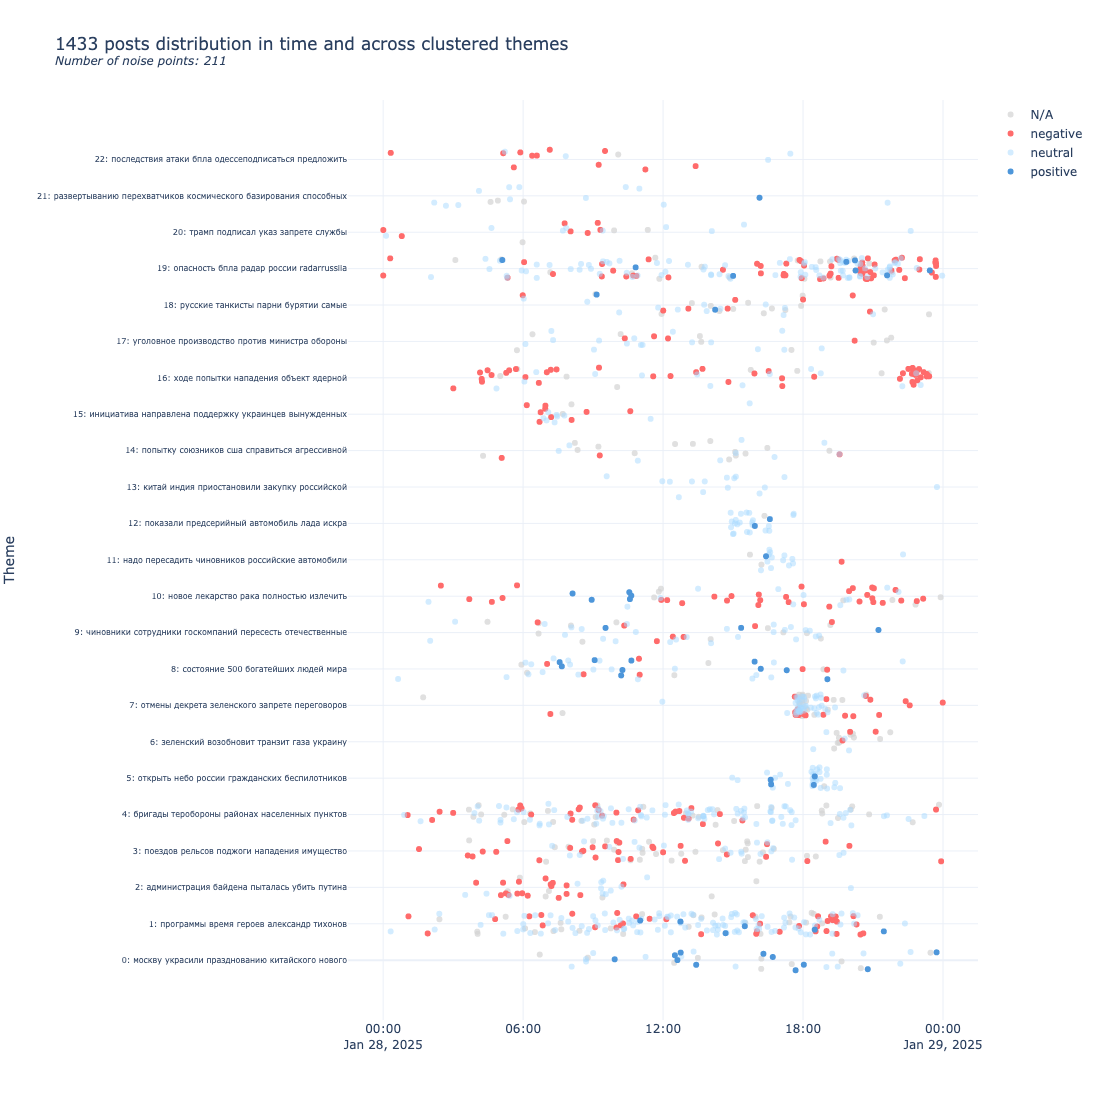 1433 posts distribution in time and across clustered themes
Number of noise points: 211
N/A
negative
neutral
positive
22: последствия атаки бпла одессеподписаться предложить
21: развертыванию перехватчиков космического базирования способных
20: трамп подписал указ запрете службы
19: опасность бпла радар россии radarrussiia
18: русские танкисты парни бурятии самые
17: уголовное производство против министра обороны
16: ходе попытки нападения объект ядерной
15: инициатива направлена поддержку украинцев вынужденных
14: попытку союзников сша справиться агрессивной
13: китай индия приостановили закупку российской
12: показали предсерийный автомобиль лада искра
11: надо пересадить чиновников российские автомобили
10: новое лекарство рака полностью излечить
9: чиновники сотрудники госкомпаний пересесть отечественные
8: состояние 500 богатейших людей мира
7: отмены декрета зеленского запрете переговоров
6: зеленский возобновит транзит газа украину
5: открыть небо россии гражданских беспилотников
4: бригады теробороны районах населенных пунктов
3: поездов рельсов поджоги нападения имущество
2: администрация байдена пыталась убить путина
1: программы время героев александр тихонов
0: москву украсили празднованию китайского нового
Theme
00:00 06:00 12:00 18:00 00:00
Jan 28, 2025 Jan 29, 2025